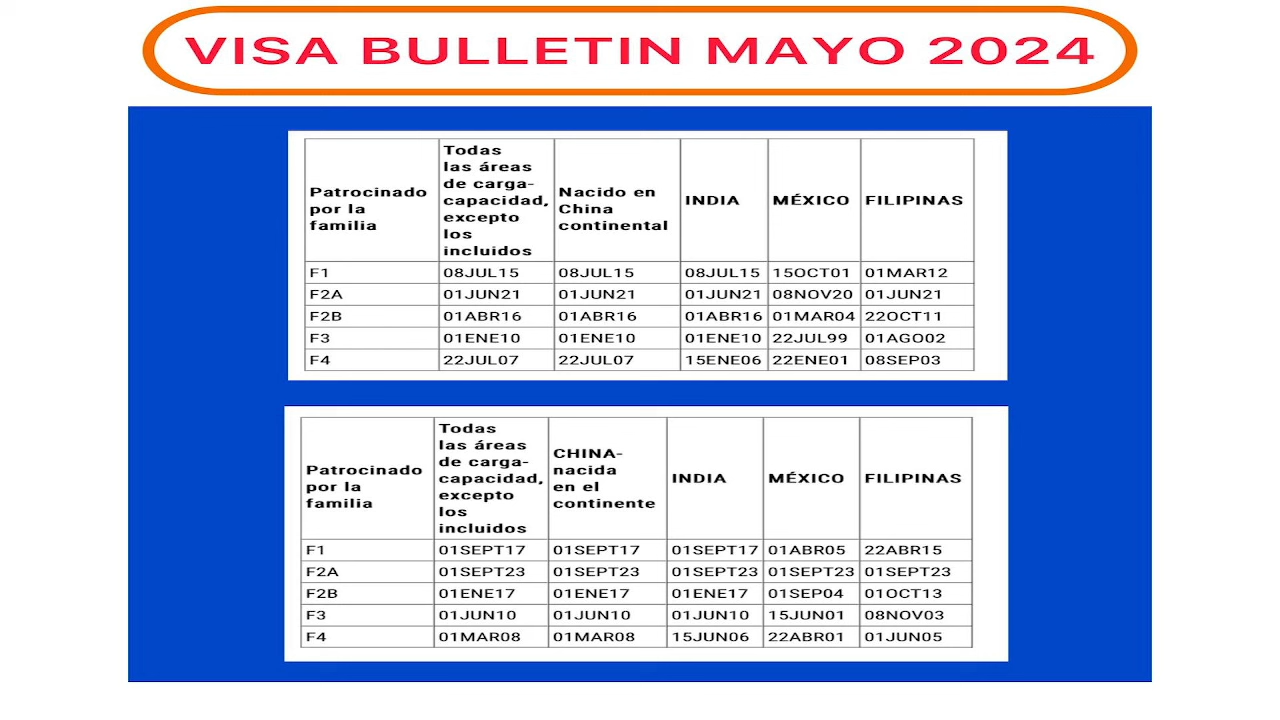 VISA BULLETIN MAYO 2024
Patrocinado por la familia | Todas las áreas de carga-capacidad, excepto los incluidos | Nacido en China continental | INDIA | MÉXICO | FILIPINAS
F1 | 08JUL15 | 08JUL15 | 08JUL15 | 15OCT01 | 01MAR12
F2A | 01JUN21 | 01JUN21 | 01JUN21 | 08NOV20 | 01JUN21
F2B | 01ABR16 | 01ABR16 | 01ABR16 | 01MAR04 | 22OCT11
F3 | 01ENE10 | 01ENE10 | 01ENE10 | 22JUL99 | 01AGO02
F4 | 22JUL07 | 22JUL07 | 15ENE06 | 22ENE01 | 08SEP03
Patrocinado por la familia | Todas las áreas de carga-capacidad, excepto los incluidos | CHINA-nacida en el continente | INDIA | MÉXICO | FILIPINAS
F1 | 01SEPT17 | 01SEPT17 | 01SEPT17 | 01ABR05 | 22ABR15
F2A | 01SEPT23 | 01SEPT23 | 01SEPT23 | 01SEPT23 | 01SEPT23
F2B | 01ENE17 | 01ENE17 | 01ENE17 | 01SEP04 | 01OCT13
F3 | 01JUN10 | 01JUN10 | 01JUN10 | 15JUN01 | 08NOV03
F4 | 01MAR08 | 01MAR08 | 15JUN06 | 22ABR01 | 01JUN05